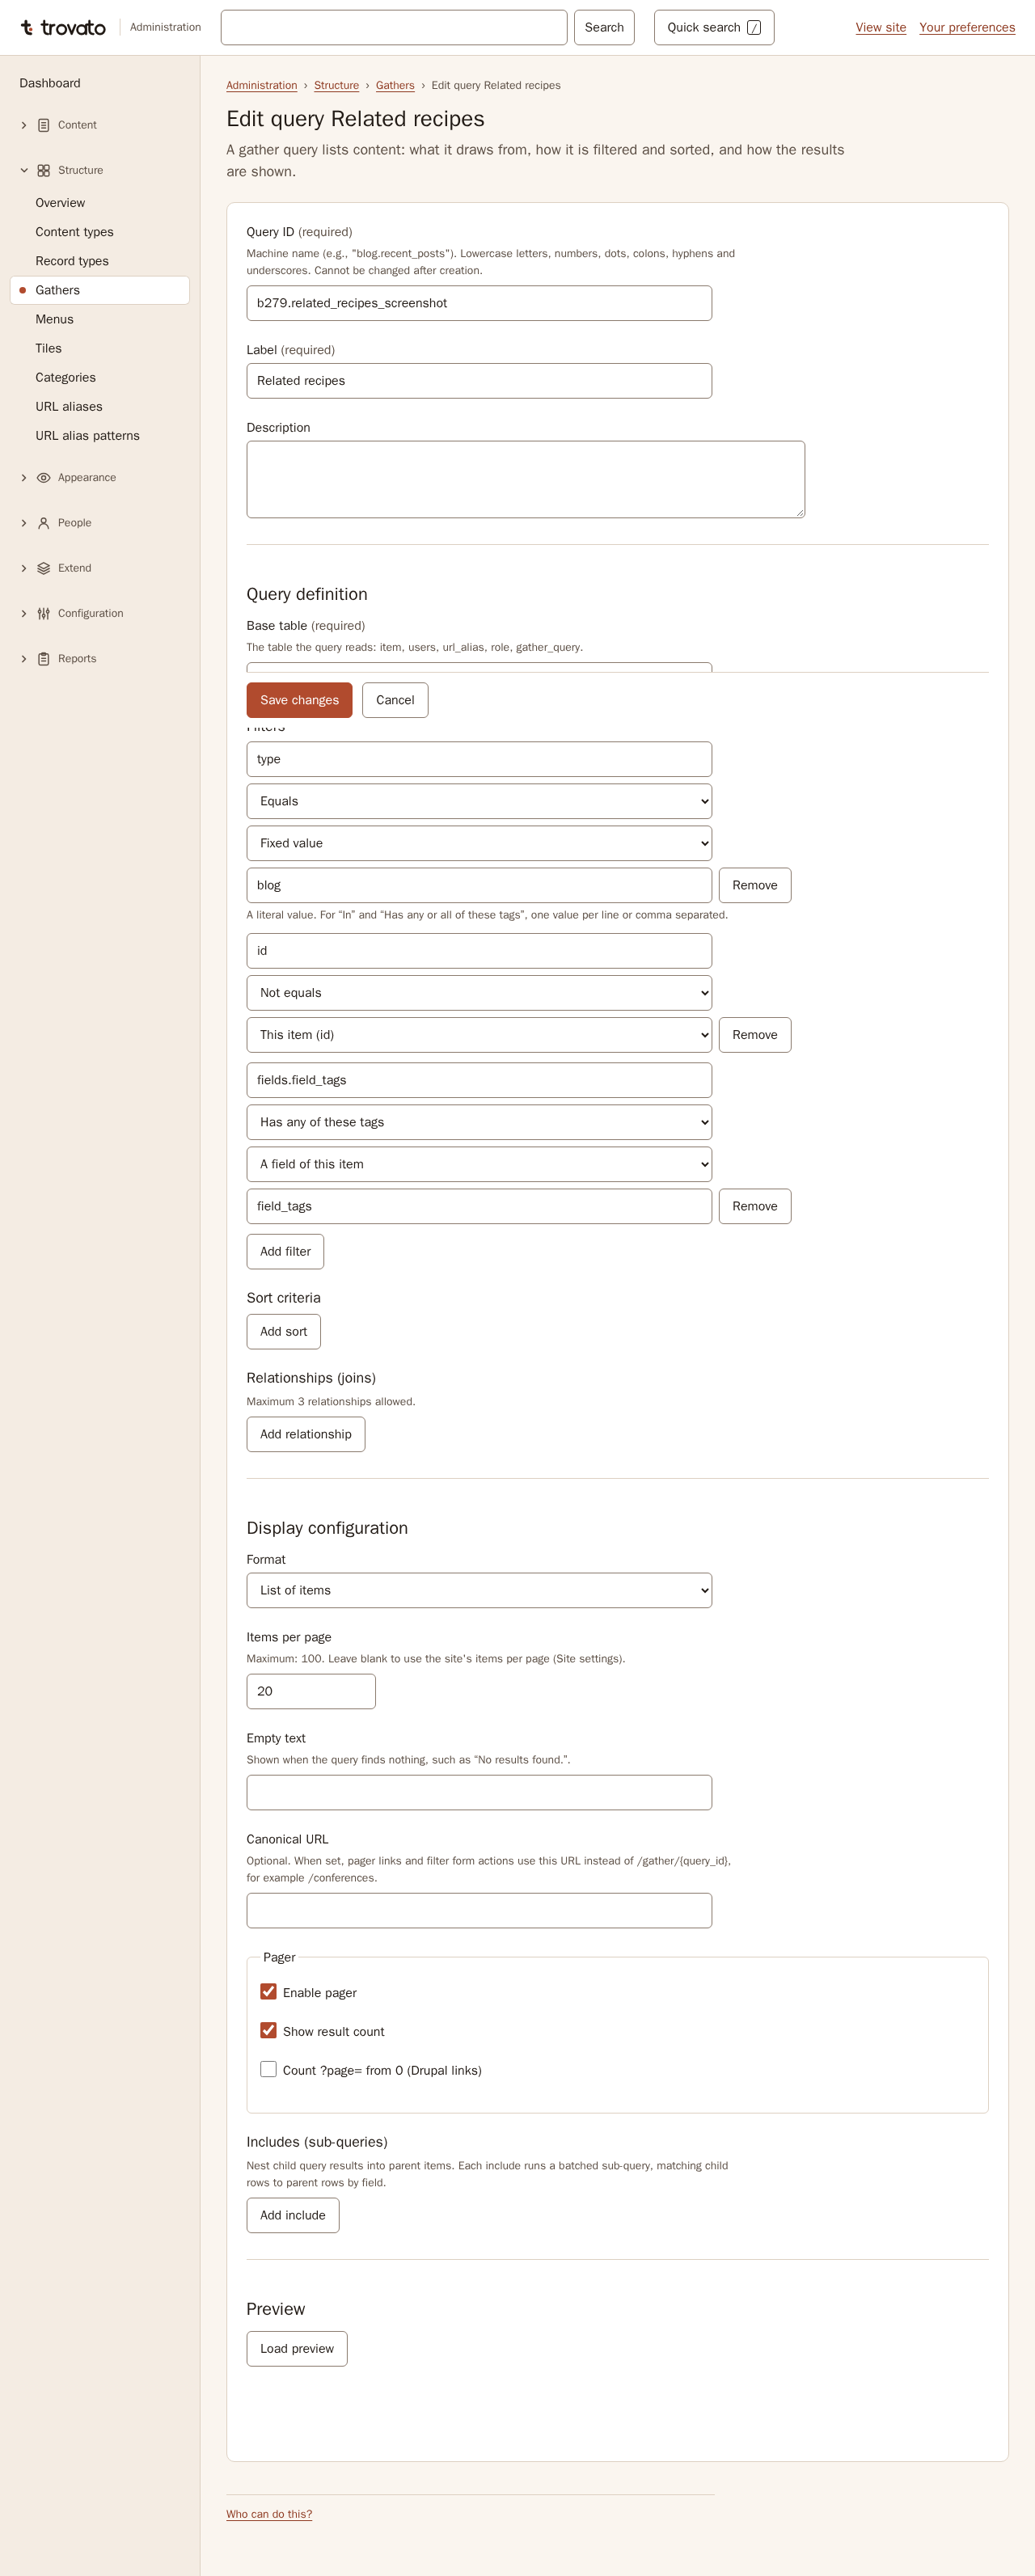 trovato
Administration
Search
Quick search /
View site
Your preferences
Dashboard
Content
Structure
Overview
Content types
Record types
Gathers
Menus
Tiles
Categories
URL aliases
URL alias patterns
Appearance
People
Extend
Configuration
Reports
Administration › Structure › Gathers › Edit query Related recipes
Edit query Related recipes
A gather query lists content: what it draws from, how it is filtered and sorted, and how the results
are shown.
Query ID (required)
Machine name (e.g., "blog.recent_posts"). Lowercase letters, numbers, dots, colons, hyphens and
underscores. Cannot be changed after creation.
b279.related_recipes_screenshot
Label (required)
Related recipes
Description
Query definition
Base table (required)
The table the query reads: item, users, url_alias, role, gather_query.
Save changes
Cancel
Filters
type
Equals
Fixed value
blog
Remove
A literal value. For “In” and “Has any or all of these tags”, one value per line or comma separated.
id
Not equals
This item (id)
Remove
fields.field_tags
Has any of these tags
A field of this item
field_tags
Remove
Add filter
Sort criteria
Add sort
Relationships (joins)
Maximum 3 relationships allowed.
Add relationship
Display configuration
Format
List of items
Items per page
Maximum: 100. Leave blank to use the site's items per page (Site settings).
20
Empty text
Shown when the query finds nothing, such as “No results found.”.
Canonical URL
Optional. When set, pager links and filter form actions use this URL instead of /gather/{query_id},
for example /conferences.
Pager
Enable pager
Show result count
Count ?page= from 0 (Drupal links)
Includes (sub-queries)
Nest child query results into parent items. Each include runs a batched sub-query, matching child
rows to parent rows by field.
Add include
Preview
Load preview
Who can do this?